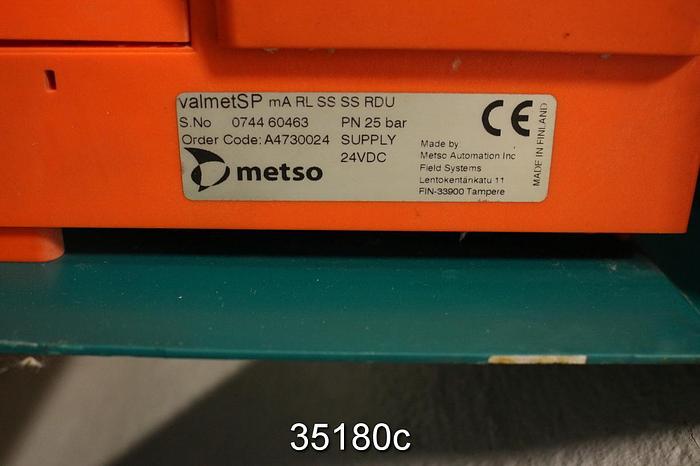 valmetSP mA RL SS SS RDU
S.No 0744 60463 PN 25 bar
Order Code: A4730024 SUPPLY
24VDC
metso
Made by
Metso Automation Inc
Field Systems
Lentokentänkatu 11
FIN-33900 Tampere
CE
MADE IN FINLAND
35180c